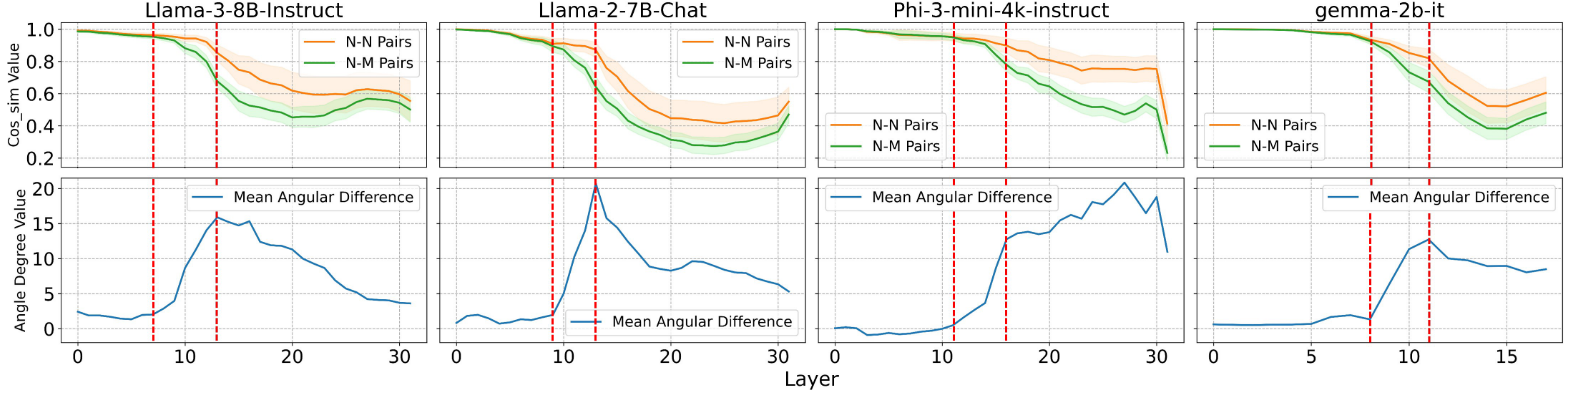 Llama-3-8B-Instruct
Llama-2-7B-Chat
Phi-3-mini-4k-instruct
gemma-2b-it
Cos_sim Value
1.0
0.8
0.6
0.4
0.2
N-N Pairs
N-M Pairs
N-N Pairs
N-M Pairs
N-N Pairs
N-M Pairs
N-N Pairs
N-M Pairs
Angle Degree Value
20
15
10
5
0
Mean Angular Difference
Mean Angular Difference
Mean Angular Difference
Mean Angular Difference
0 10 20 30
0 10 20 30
0 10 20 30
0 5 10 15
Layer